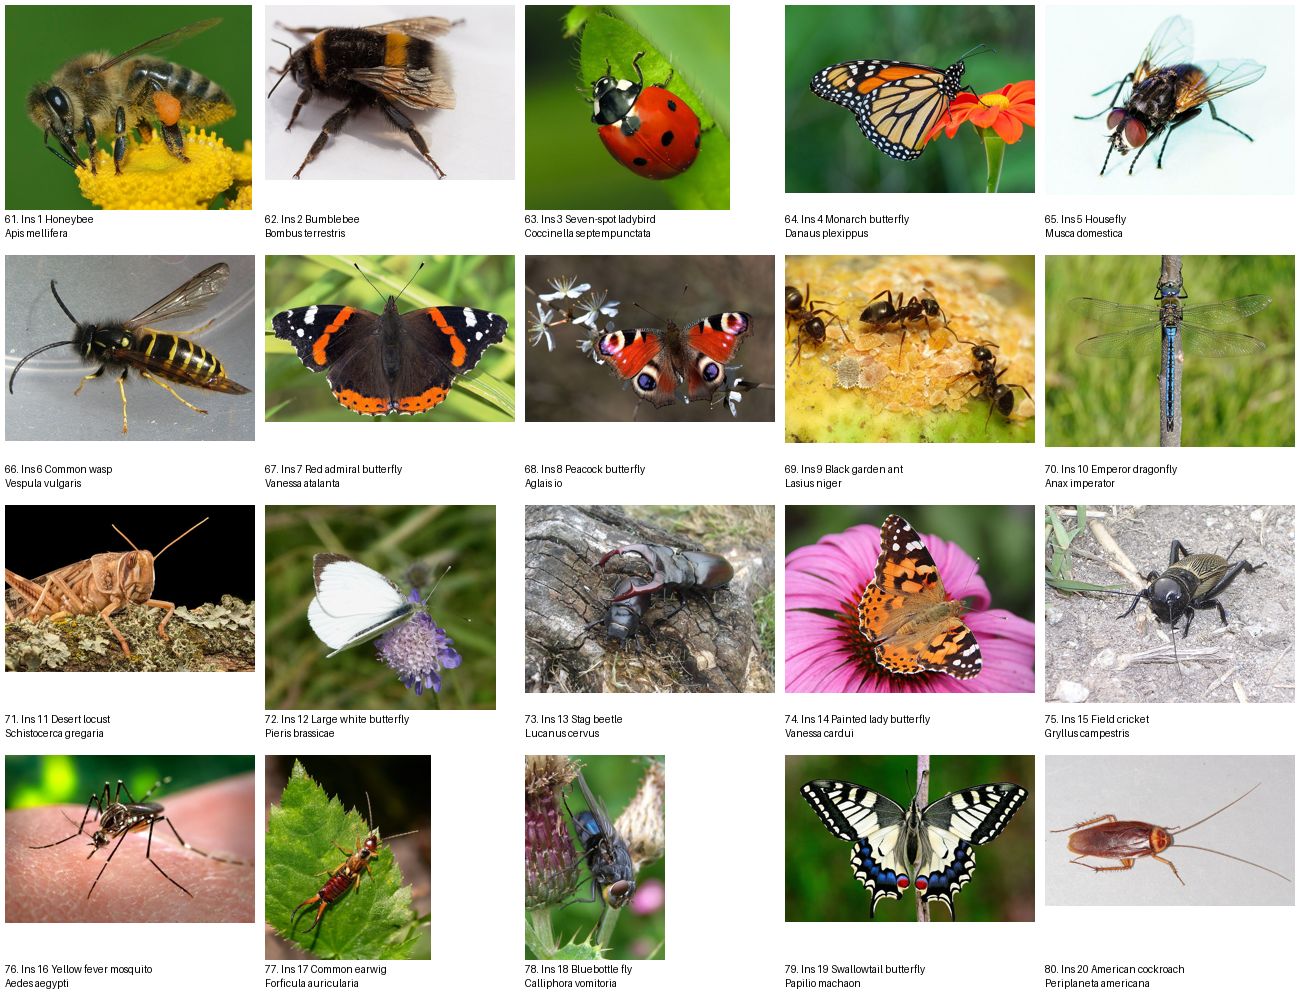 61. Ins 1 Honeybee
Apis mellifera
62. Ins 2 Bumblebee
Bombus terrestris
63. Ins 3 Seven-spot ladybird
Coccinella septempunctata
64. Ins 4 Monarch butterfly
Danaus plexippus
65. Ins 5 Housefly
Musca domestica
66. Ins 6 Common wasp
Vespula vulgaris
67. Ins 7 Red admiral butterfly
Vanessa atalanta
68. Ins 8 Peacock butterfly
Aglais io
69. Ins 9 Black garden ant
Lasius niger
70. Ins 10 Emperor dragonfly
Anax imperator
71. Ins 11 Desert locust
Schistocerca gregaria
72. Ins 12 Large white butterfly
Pieris brassicae
73. Ins 13 Stag beetle
Lucanus cervus
74. Ins 14 Painted lady butterfly
Vanessa cardui
75. Ins 15 Field cricket
Gryllus campestris
76. Ins 16 Yellow fever mosquito
Aedes aegypti
77. Ins 17 Common earwig
Forficula auricularia
78. Ins 18 Bluebottle fly
Calliphora vomitoria
79. Ins 19 Swallowtail butterfly
Papilio machaon
80. Ins 20 American cockroach
Periplaneta americana